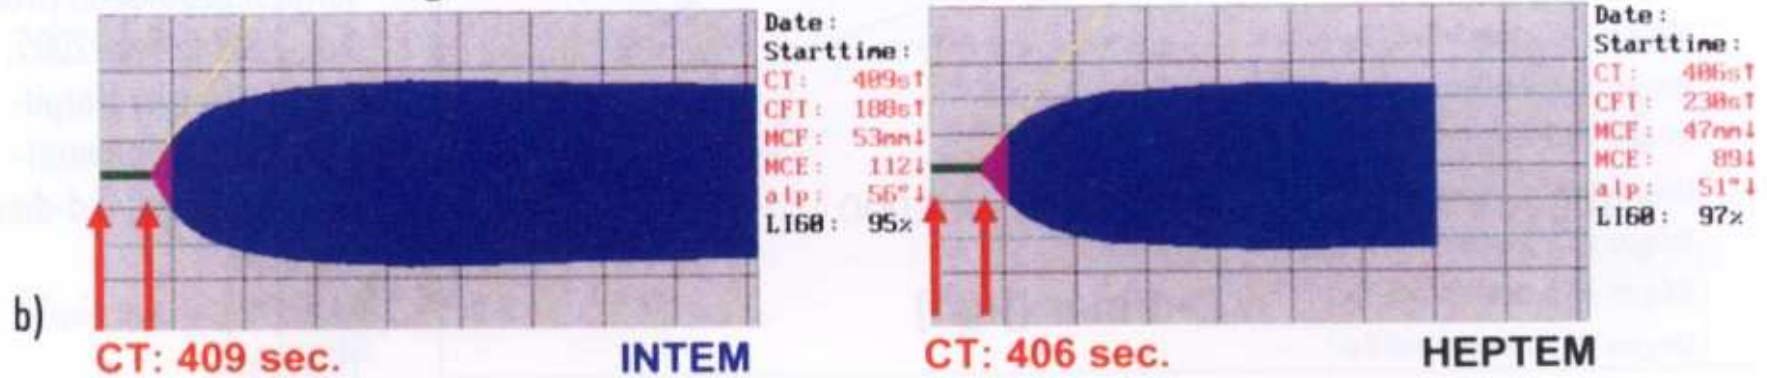 Date:
Starttime:
CT: 409s↑
CFT: 188s↑
MCF: 53mm↓
MCE: 112↓
alp: 56°↓
LI60: 95%
b)
CT: 409 sec.
INTEM
Date:
Starttime:
CT: 406s↑
CFT: 230s↑
MCF: 47mm↓
MCE: 89↓
alp: 51°↓
LI60: 97%
CT: 406 sec.
HEPTEM